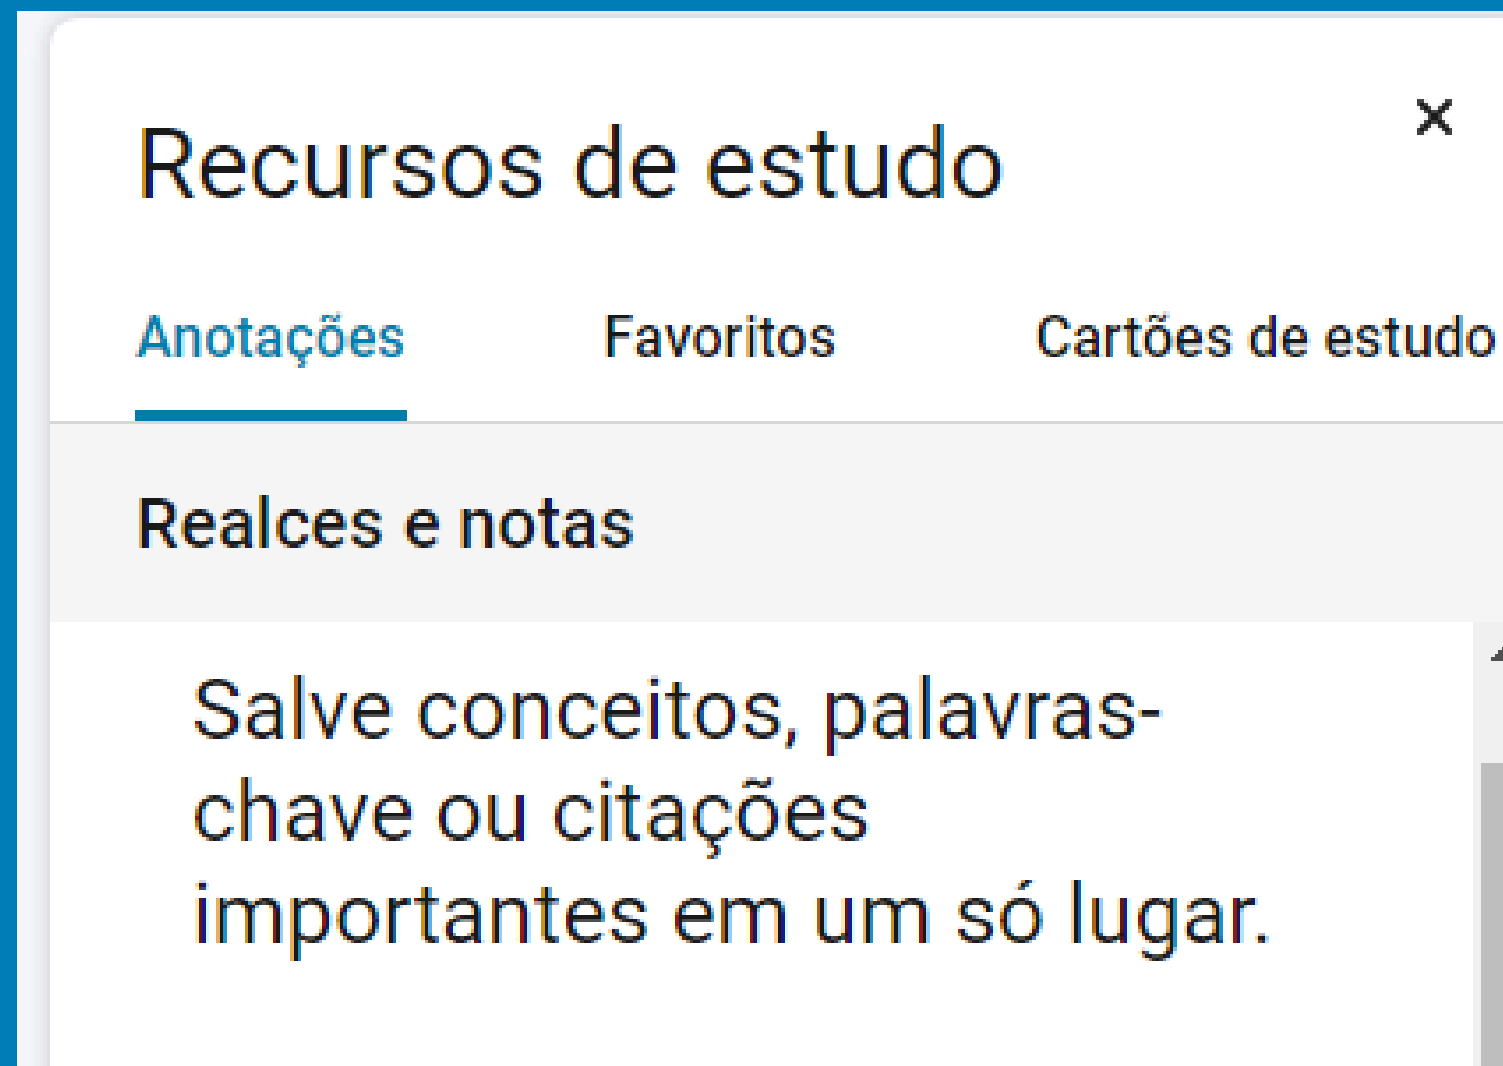 Recursos de estudo
Anotações Favoritos Cartões de estudo
Realces e notas
Salve conceitos, palavras-
chave ou citações
importantes em um só lugar.